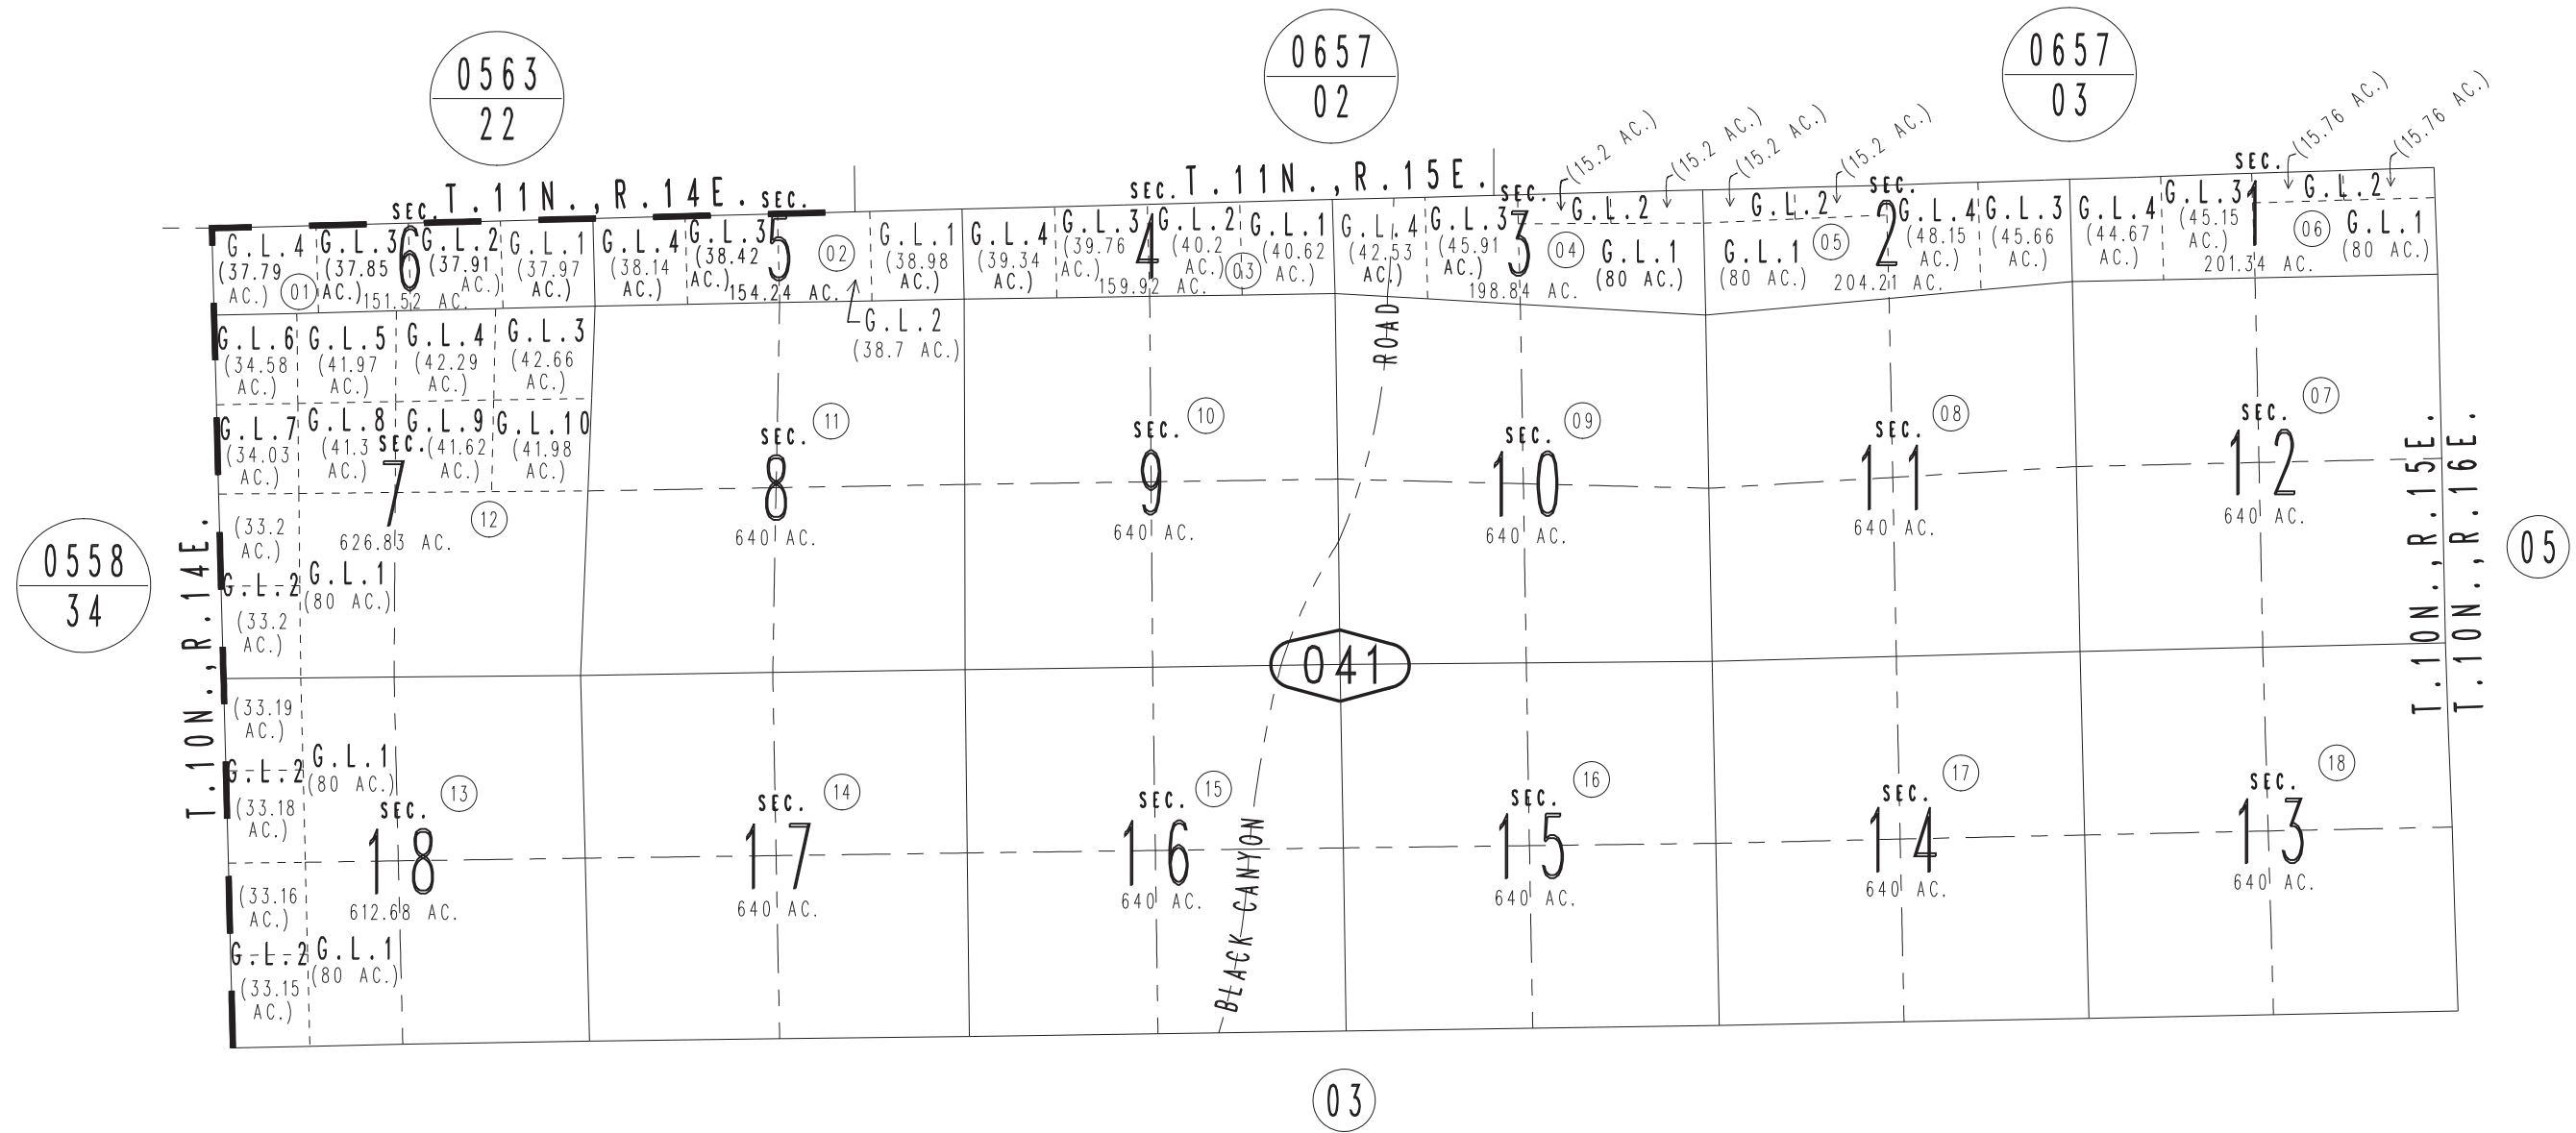 0563
22
0657
02
0657
03
T.11N.,R.14E.
T.11N.,R.15E.
(15.2 AC.)
(15.2 AC.)
(15.2 AC.)
(15.2 AC.)
(15.76 AC.)
(15.76 AC.)
SEC.
6
G.L.4
(37.79
AC.)
01
G.L.3
(37.85
AC.)
G.L.2
(37.91
AC.)
G.L.1
(37.97
AC.)
151.52 AC.
SEC.
5
G.L.4
(38.14
AC.)
G.L.3
(38.42
AC.)
02
G.L.1
(38.98
AC.)
154.24 AC.
G.L.2
(38.7 AC.)
SEC.
4
G.L.4
(39.34
AC.)
G.L.3
(39.76
AC.)
G.L.2
(40.2
AC.)
03
G.L.1
(40.62
AC.)
159.92 AC.
SEC.
3
G.L.4
(42.53
AC.)
G.L.3
(45.91
AC.)
G.L.2
04
G.L.1
(80 AC.)
198.84 AC.
SEC.
2
G.L.2
G.L.1
(80 AC.)
05
G.L.4
(48.15
AC.)
G.L.3
(45.66
AC.)
204.21 AC.
SEC.
1
G.L.4
(44.67
AC.)
G.L.3
(45.15
AC.)
G.L.2
06
G.L.1
(80 AC.)
201.34 AC.
G.L.6
(34.58
AC.)
G.L.5
(41.97
AC.)
G.L.4
(42.29
AC.)
G.L.3
(42.66
AC.)
G.L.7
(34.03
AC.)
G.L.8
(41.3
AC.)
G.L.9
(41.62
AC.)
G.L.10
(41.98
AC.)
SEC.
7
12
626.83 AC.
(33.2
AC.)
G.L.2
(33.2
AC.)
G.L.1
(80 AC.)
SEC.
8
11
640 AC.
SEC.
9
10
640 AC.
ROAD
SEC.
10
09
640 AC.
SEC.
11
08
640 AC.
SEC.
12
07
640 AC.
0558
34
T.10N.,R.14E.
T.10N.,R.15E.
T.10N.,R.16E.
05
041
(33.19
AC.)
G.L.2
(33.18
AC.)
G.L.1
(80 AC.)
SEC.
18
13
612.68 AC.
(33.16
AC.)
G.L.2
(33.15
AC.)
G.L.1
(80 AC.)
SEC.
17
14
640 AC.
SEC.
16
15
640 AC.
BLACK CANYON
SEC.
15
16
640 AC.
SEC.
14
17
640 AC.
SEC.
13
18
640 AC.
03